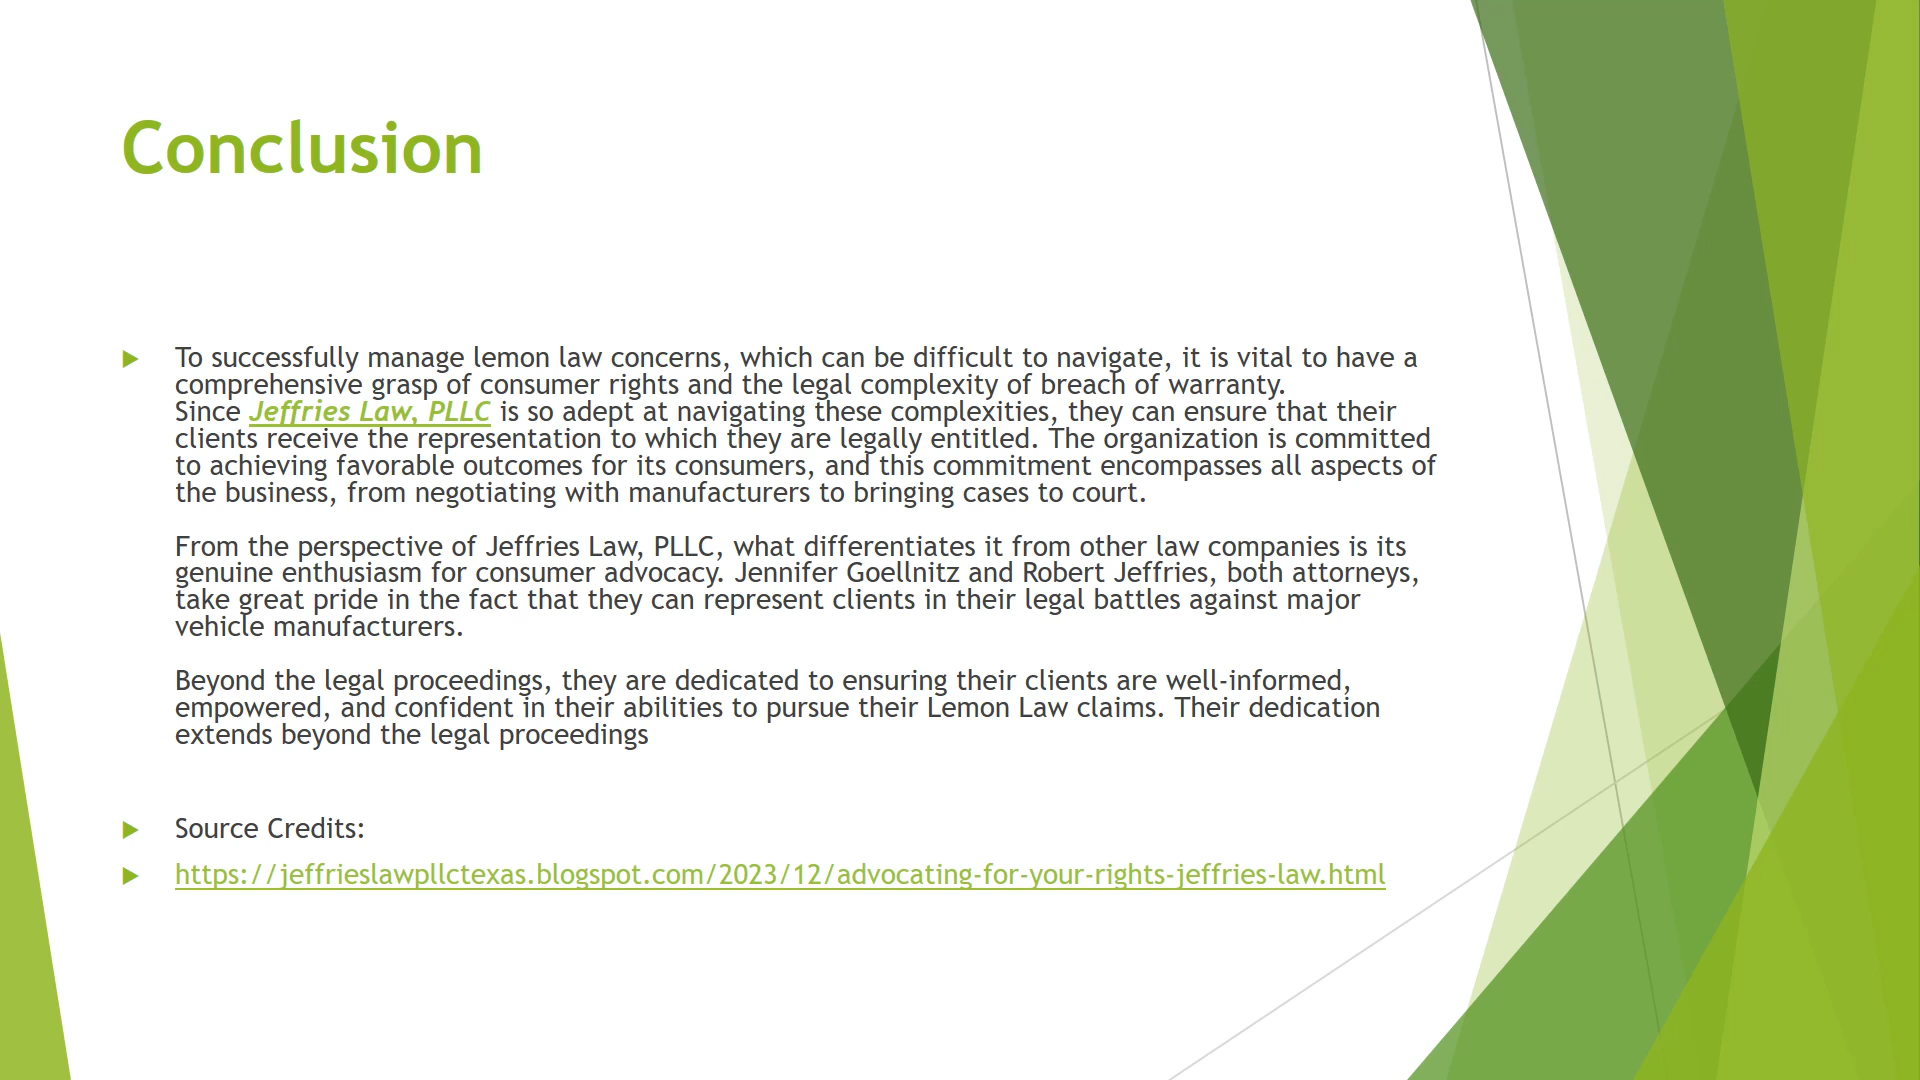 Conclusion
To successfully manage lemon law concerns, which can be difficult to navigate, it is vital to have a
comprehensive grasp of consumer rights and the legal complexity of breach of warranty.
Since Jeffries Law, PLLC is so adept at navigating these complexities, they can ensure that their
clients receive the representation to which they are legally entitled. The organization is committed
to achieving favorable outcomes for its consumers, and this commitment encompasses all aspects of
the business, from negotiating with manufacturers to bringing cases to court.
From the perspective of Jeffries Law, PLLC, what differentiates it from other law companies is its
genuine enthusiasm for consumer advocacy. Jennifer Goellnitz and Robert Jeffries, both attorneys,
take great pride in the fact that they can represent clients in their legal battles against major
vehicle manufacturers.
Beyond the legal proceedings, they are dedicated to ensuring their clients are well-informed,
empowered, and confident in their abilities to pursue their Lemon Law claims. Their dedication
extends beyond the legal proceedings
Source Credits:
https://jeffrieslawpllctexas.blogspot.com/2023/12/advocating-for-your-rights-jeffries-law.html